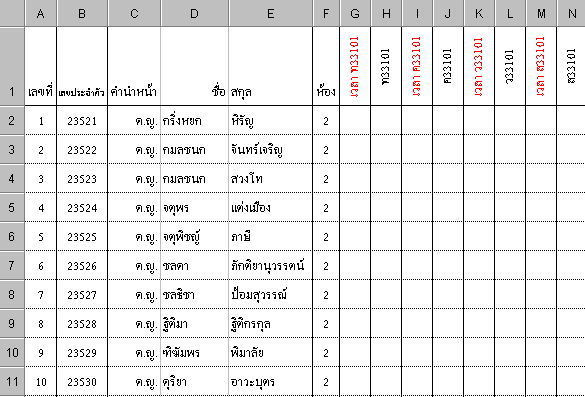 A B C D E F G H I J K L M N
1 เลขที่ เลขประจำตัว คำนำหน้า ชื่อ สกุล ห้อง เวลา ท33101 ท33101 เวลา ค33101 ค33101 เวลา ว33101 ว33101 เวลา ส33101 ส33101
2 1 23521 ด.ญ. กริ่งหยก หิรัญ 2
3 2 23522 ด.ญ. กมลชนก จันทร์เจริญ 2
4 3 23523 ด.ญ. กมลชนก สวงโท 2
5 4 23524 ด.ญ. จตุพร แต่งเมือง 2
6 5 23525 ด.ญ. จตุพิชญ์ ภาษี 2
7 6 23526 ด.ญ. ชลดา ภักติยานุวรรตน์ 2
8 7 23527 ด.ญ. ชลธิชา ป้อมสุวรรณ์ 2
9 8 23528 ด.ญ. ฐิติมา ฐิติกรกุล 2
10 9 23529 ด.ญ. ทิฆัมพร พิมาลัย 2
11 10 23530 ด.ญ. ดุริยา อาวะบุตร 2